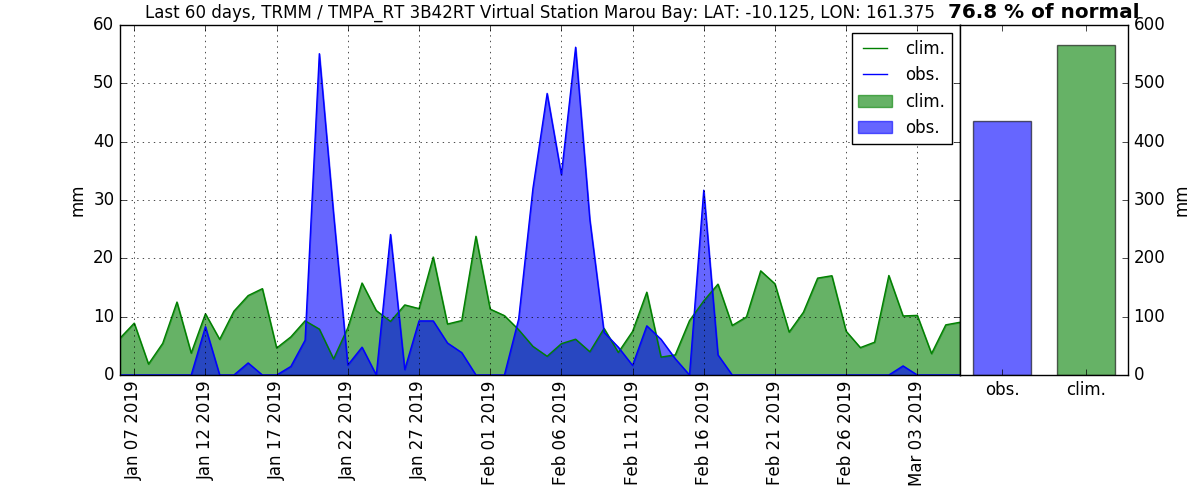 Last 60 days, TRMM / TMPA_RT 3B42RT Virtual Station Marou Bay: LAT: -10.125, LON: 161.375
76.8 % of normal
60
50
40
30
20
10
0
mm
clim.
obs.
clim.
obs.
600
500
400
300
200
100
0
mm
Jan 07 2019
Jan 12 2019
Jan 17 2019
Jan 22 2019
Jan 27 2019
Feb 01 2019
Feb 06 2019
Feb 11 2019
Feb 16 2019
Feb 21 2019
Feb 26 2019
Mar 03 2019
obs.
clim.